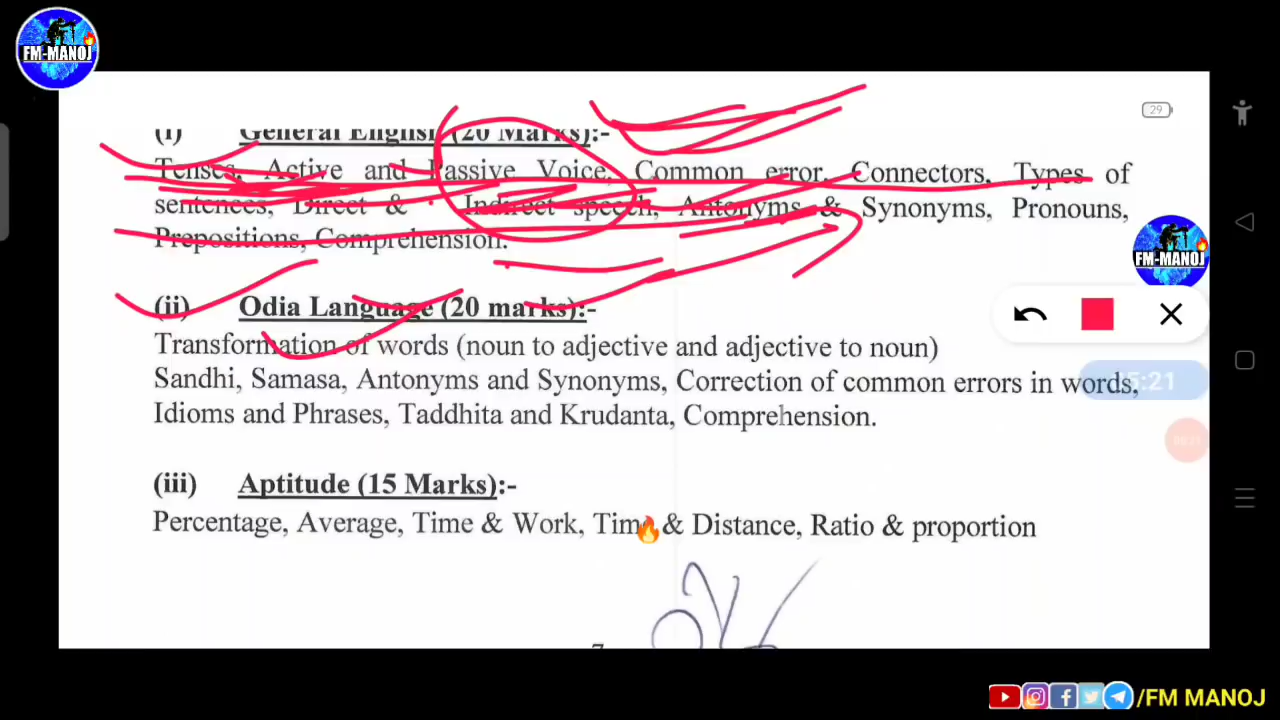 FM-MANOJ
29
(i) General English (20 Marks):-
Tenses, Active and Passive Voice, Common error, Connectors, Types of
sentences, Direct & Indirect speech, Antonyms & Synonyms, Pronouns,
Prepositions, Comprehension.
FM-MANOJ
(ii) Odia Language (20 marks):-
Transformation of words (noun to adjective and adjective to noun)
Sandhi, Samasa, Antonyms and Synonyms, Correction of common errors in words,
Idioms and Phrases, Taddhita and Krudanta, Comprehension.
(iii) Aptitude (15 Marks):-
Percentage, Average, Time & Work, Tim & Distance, Ratio & proportion
/FM MANOJ